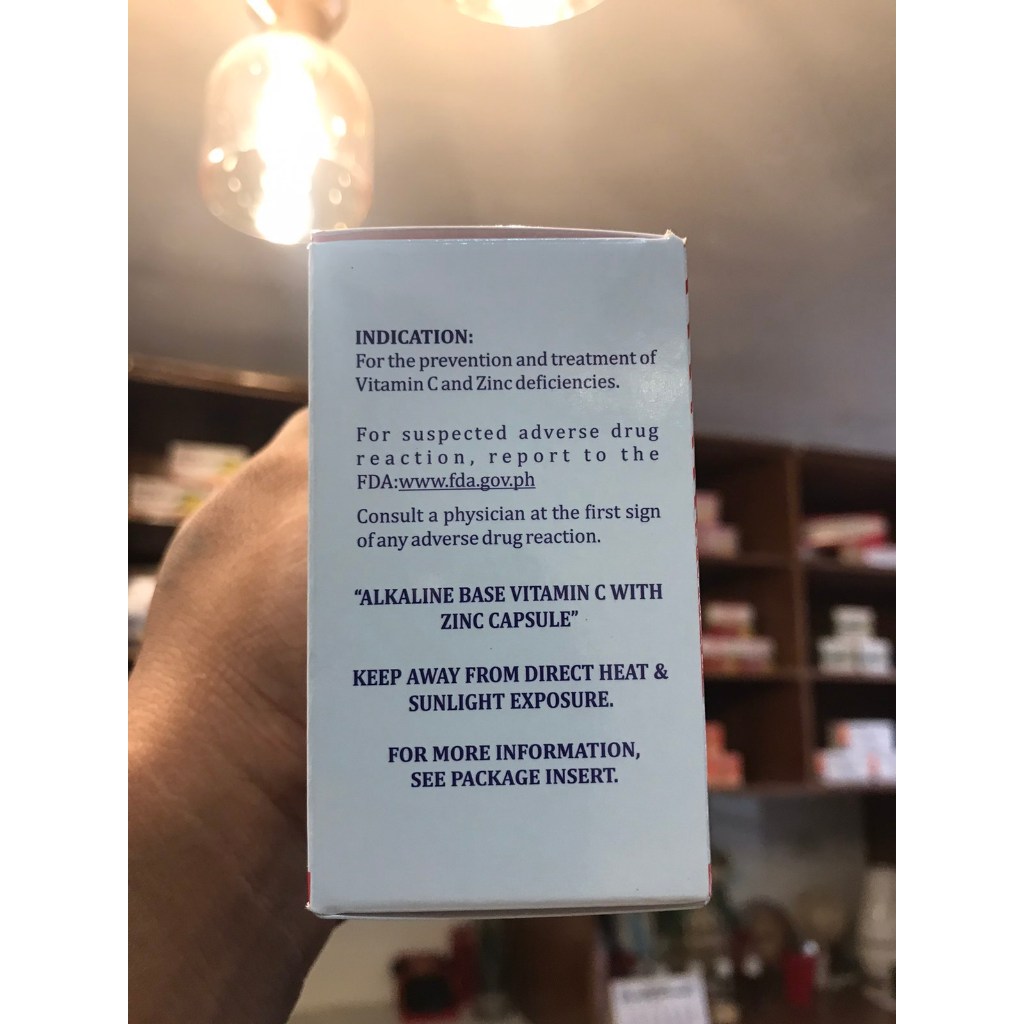 INDICATION:
For the prevention and treatment of
Vitamin C and Zinc deficiencies.
For suspected adverse drug
reaction, report to the
FDA:www.fda.gov.ph
Consult a physician at the first sign
of any adverse drug reaction.
“ALKALINE BASE VITAMIN C WITH
ZINC CAPSULE”
KEEP AWAY FROM DIRECT HEAT &
SUNLIGHT EXPOSURE.
FOR MORE INFORMATION,
SEE PACKAGE INSERT.